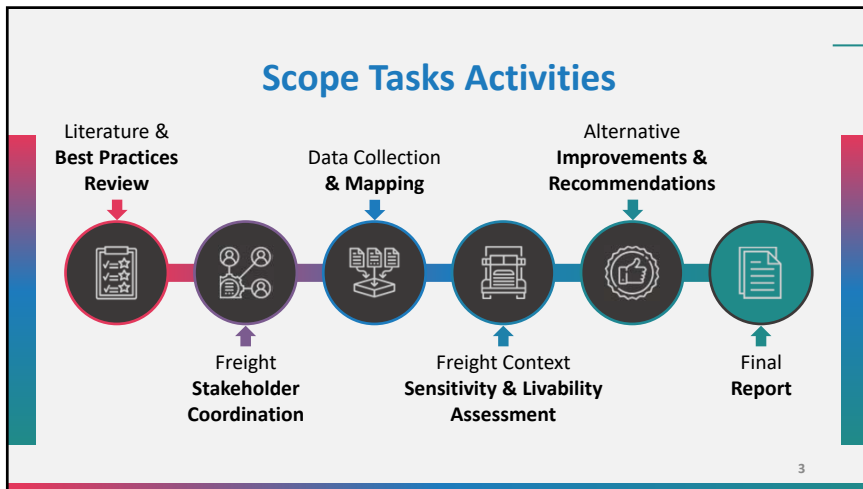 Scope Tasks Activities
Literature &
Best Practices
Review
Data Collection
& Mapping
Alternative
Improvements &
Recommendations
Freight
Stakeholder
Coordination
Freight Context
Sensitivity & Livability
Assessment
Final
Report
3